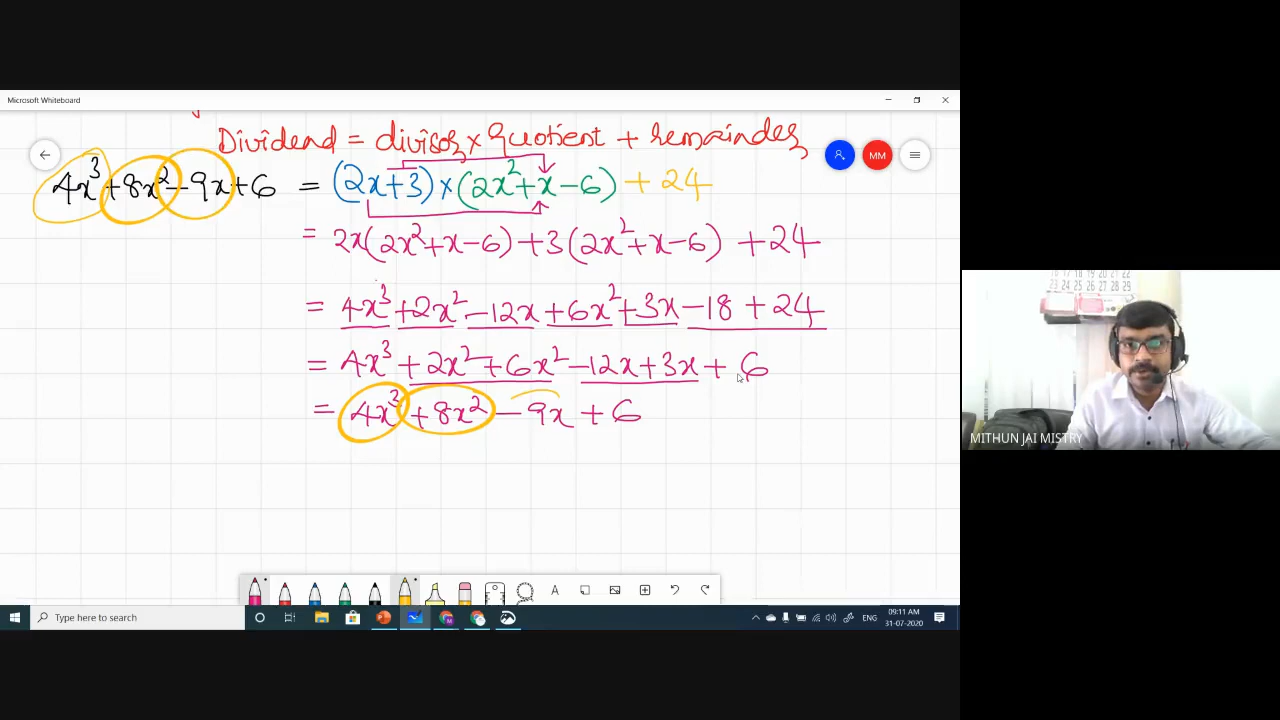 Microsoft Whiteboard
Dividend = divisor × Quotient + remainder
MM
4x³ + 8x² - 9x + 6 = (2x+3) × (2x²+x-6) + 24
= 2x(2x²+x-6) + 3(2x²+x-6) + 24
= 4x³ + 2x² - 12x + 6x² + 3x - 18 + 24
= 4x³ + 2x² + 6x² - 12x + 3x + 6
= 4x³ + 8x² - 9x + 6
MITHUN JAI MISTRY
Type here to search
ENG
09:11 AM
31-07-2020